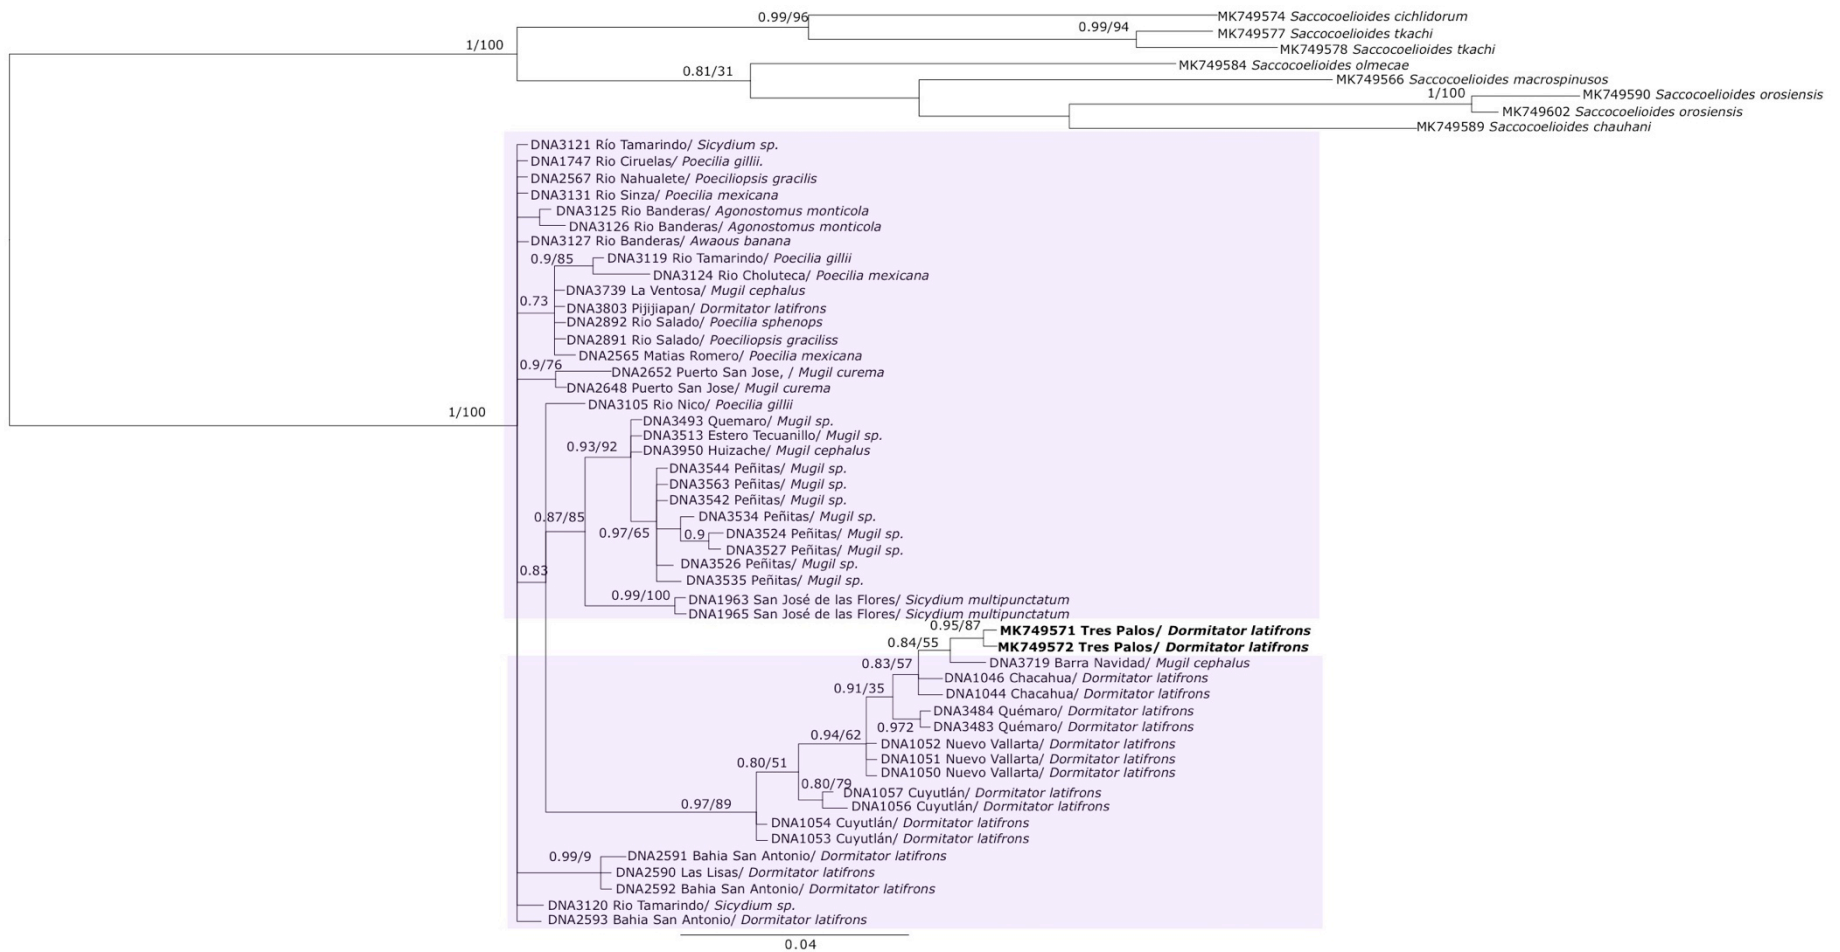 0.99/96
MK749574 Saccocoelioides cichlidorum
0.99/94
MK749577 Saccocoelioides tkachi
1/100
MK749578 Saccocoelioides tkachi
0.81/31
MK749584 Saccocoelioides olmecae
MK749566 Saccocoelioides macrospinusos
1/100
MK749590 Saccocoelioides orosiensis
MK749602 Saccocoelioides orosiensis
MK749589 Saccocoelioides chauhani
DNA3121 Río Tamarindo/ Sicydium sp.
DNA1747 Rio Ciruelas/ Poecilia gillii.
DNA2567 Rio Nahualete/ Poeciliopsis gracilis
DNA3131 Rio Sinza/ Poecilia mexicana
DNA3125 Rio Banderas/ Agonostomus monticola
DNA3126 Rio Banderas/ Agonostomus monticola
DNA3127 Rio Banderas/ Awaous banana
0.9/85
DNA3119 Rio Tamarindo/ Poecilia gillii
DNA3124 Rio Choluteca/ Poecilia mexicana
DNA3739 La Ventosa/ Mugil cephalus
0.73
DNA3803 Pijijiapan/ Dormitator latifrons
DNA2892 Rio Salado/ Poecilia sphenops
DNA2891 Rio Salado/ Poeciliopsis graciliss
DNA2565 Matias Romero/ Poecilia mexicana
0.9/76
DNA2652 Puerto San Jose, / Mugil curema
DNA2648 Puerto San Jose/ Mugil curema
DNA3105 Rio Nico/ Poecilia gillii
1/100
DNA3493 Quemaro/ Mugil sp.
DNA3513 Estero Tecuanillo/ Mugil sp.
0.93/92
DNA3950 Huizache/ Mugil cephalus
DNA3544 Peñitas/ Mugil sp.
DNA3563 Peñitas/ Mugil sp.
DNA3542 Peñitas/ Mugil sp.
0.87/85
DNA3534 Peñitas/ Mugil sp.
0.97/65
0.9
DNA3524 Peñitas/ Mugil sp.
DNA3527 Peñitas/ Mugil sp.
DNA3526 Peñitas/ Mugil sp.
0.83
DNA3535 Peñitas/ Mugil sp.
0.99/100
DNA1963 San José de las Flores/ Sicydium multipunctatum
DNA1965 San José de las Flores/ Sicydium multipunctatum
0.95/87
MK749571 Tres Palos/ Dormitator latifrons
0.84/55
MK749572 Tres Palos/ Dormitator latifrons
0.83/57
DNA3719 Barra Navidad/ Mugil cephalus
DNA1046 Chacahua/ Dormitator latifrons
0.91/35
DNA1044 Chacahua/ Dormitator latifrons
DNA3484 Quémaro/ Dormitator latifrons
0.972
DNA3483 Quémaro/ Dormitator latifrons
0.94/62
DNA1052 Nuevo Vallarta/ Dormitator latifrons
DNA1051 Nuevo Vallarta/ Dormitator latifrons
0.80/51
DNA1050 Nuevo Vallarta/ Dormitator latifrons
0.80/79
DNA1057 Cuyutlán/ Dormitator latifrons
0.97/89
DNA1056 Cuyutlán/ Dormitator latifrons
DNA1054 Cuyutlán/ Dormitator latifrons
DNA1053 Cuyutlán/ Dormitator latifrons
0.99/9
DNA2591 Bahia San Antonio/ Dormitator latifrons
DNA2590 Las Lisas/ Dormitator latifrons
DNA2592 Bahia San Antonio/ Dormitator latifrons
DNA3120 Rio Tamarindo/ Sicydium sp.
DNA2593 Bahia San Antonio/ Dormitator latifrons
0.04